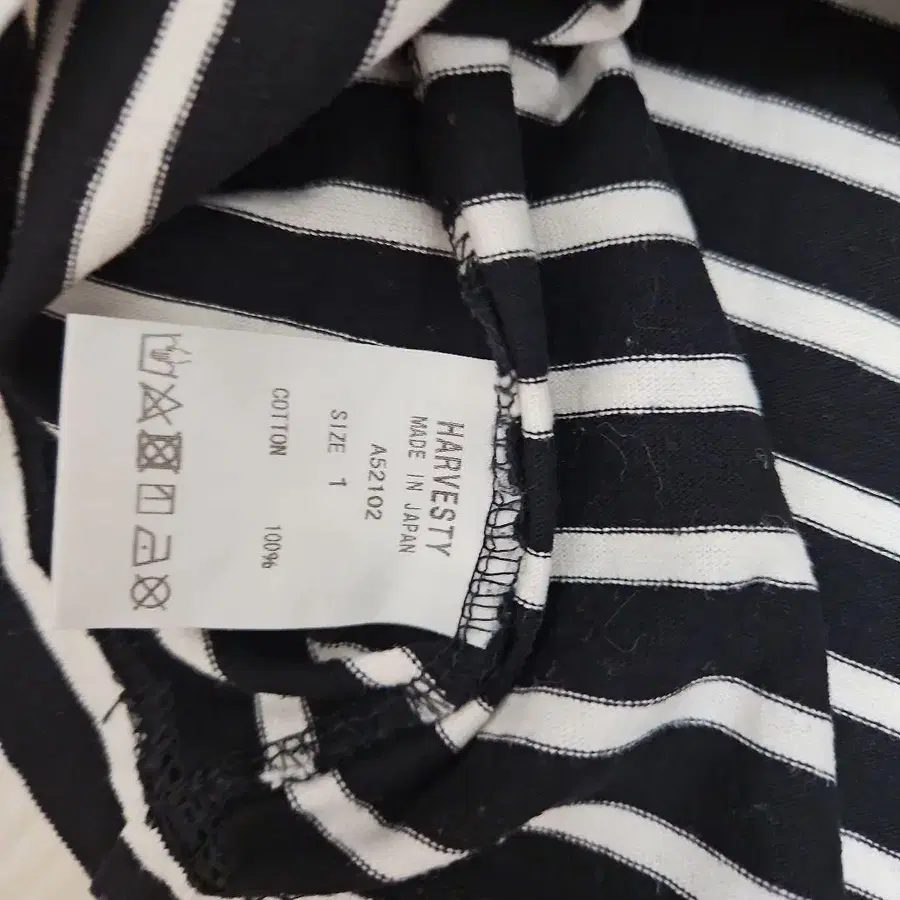 HARVESTY
MADE IN JAPAN
A52102
SIZE 1
COTTON 100%